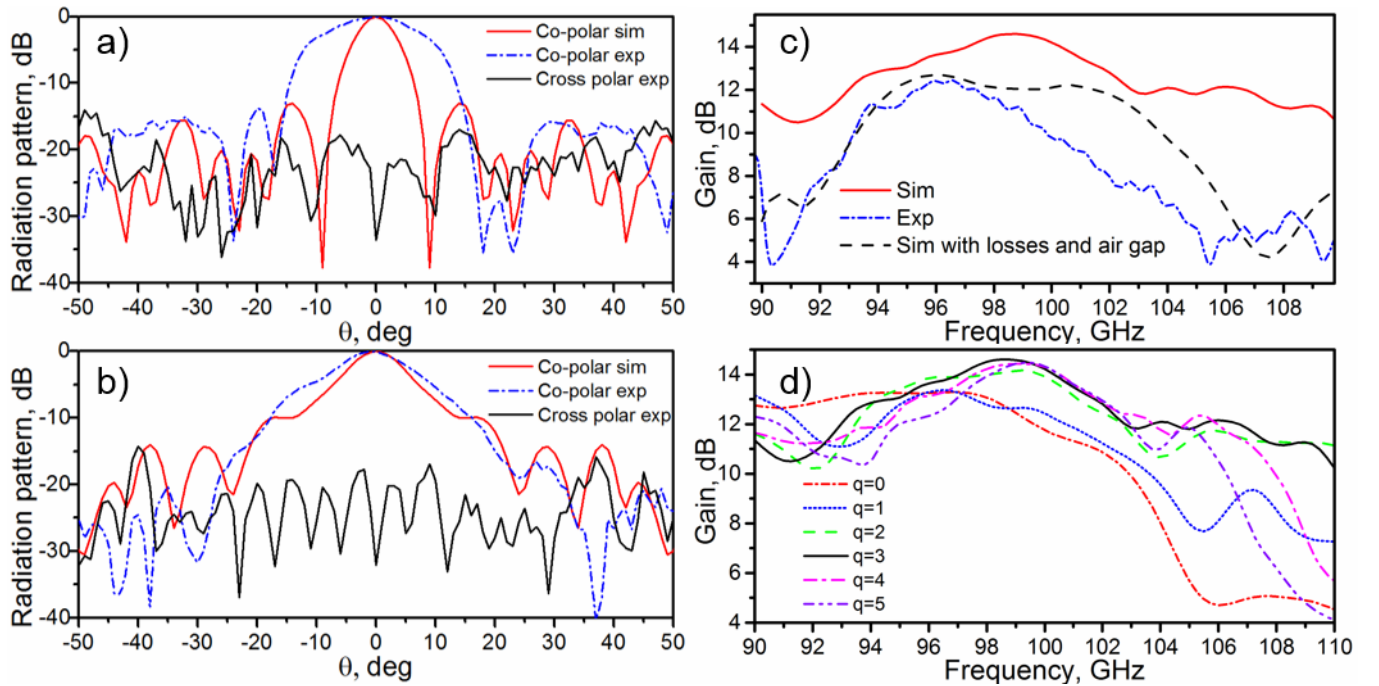 a)
Radiation pattern, dB
0
-10
-20
-30
-40
Co-polar sim
Co-polar exp
Cross polar exp
-50 -40 -30 -20 -10 0 10 20 30 40 50
θ, deg
c)
Gain, dB
14
12
10
8
6
4
Sim
Exp
Sim with losses and air gap
90 92 94 96 98 100 102 104 106 108
Frequency, GHz
b)
Radiation pattern, dB
0
-10
-20
-30
-40
Co-polar sim
Co-polar exp
Cross polar exp
-50 -40 -30 -20 -10 0 10 20 30 40 50
θ, deg
d)
Gain, dB
14
12
10
8
6
4
q=0
q=1
q=2
q=3
q=4
q=5
90 92 94 96 98 100 102 104 106 108 110
Frequency, GHz